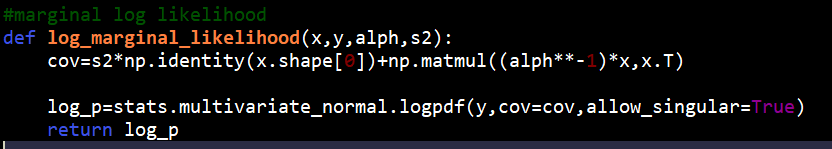 #marginal log likelihood
def log_marginal_likelihood(x,y,alph,s2):
    cov=s2*np.identity(x.shape[0])+np.matmul((alph**-1)*x,x.T)
    log_p=stats.multivariate_normal.logpdf(y,cov=cov,allow_singular=True)
    return log_p